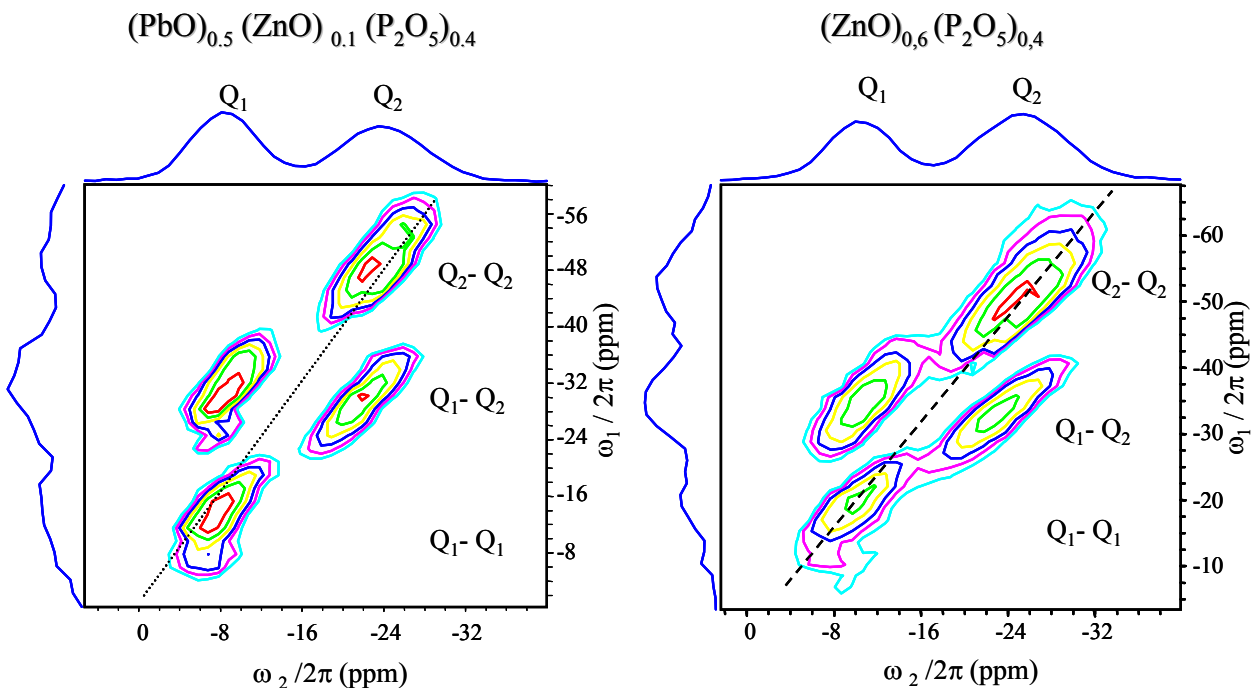 (PbO)0.5 (ZnO) 0.1 (P2O5)0.4
Q1
Q2
-56
-48
-40
-32
-24
-16
-8
ω1 / 2π (ppm)
Q2- Q2
Q1- Q2
Q1- Q1
0
-8
-16
-24
-32
ω 2 /2π (ppm)
(ZnO)0,6 (P2O5)0,4
Q1
Q2
-60
-50
-40
-30
-20
-10
ω1 / 2π (ppm)
Q2- Q2
Q1- Q2
Q1- Q1
0
-8
-16
-24
-32
ω 2 /2π (ppm)